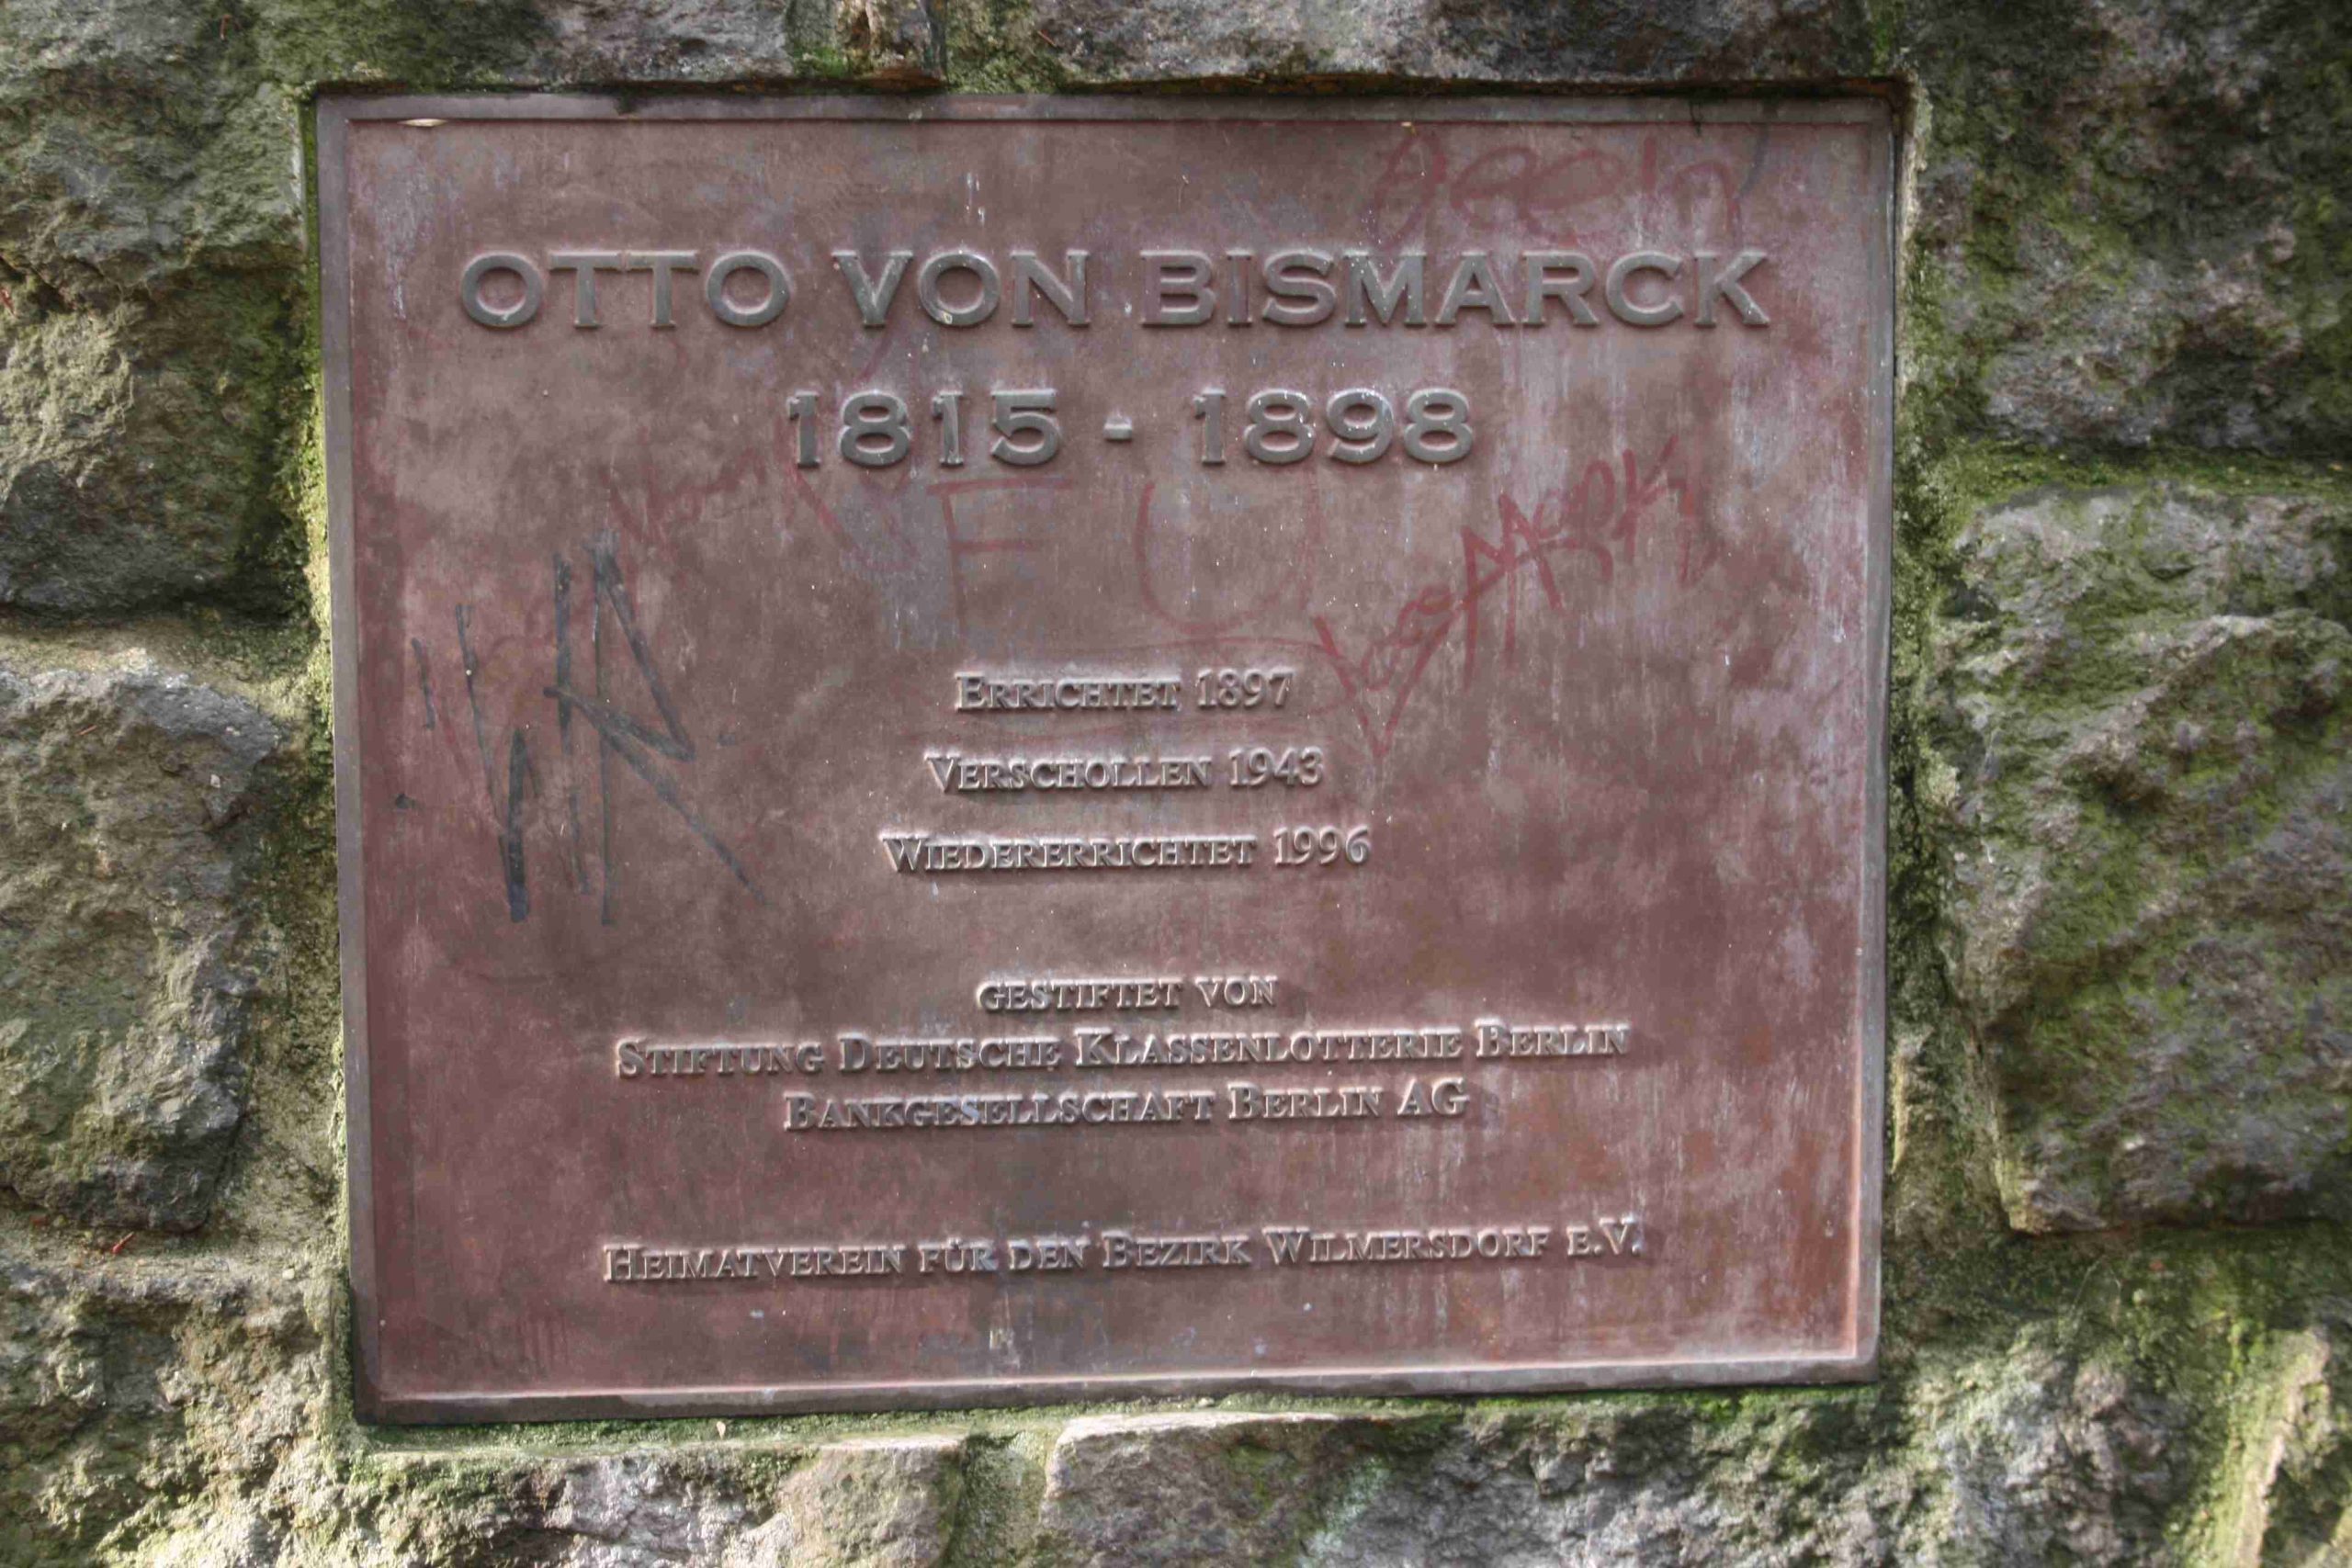 OTTO VON BISMARCK
1815 - 1898
FU
ERRICHTET 1897
VERSCHOLLEN 1943
WIEDERERRICHTET 1996
GESTIFTET VON
STIFTUNG DEUTSCHE KLASSENLOTTERIE BERLIN
BANKGESELLSCHAFT BERLIN AG
HEIMATVEREIN FÜR DEN BEZIRK WILMERSDORF E.V.